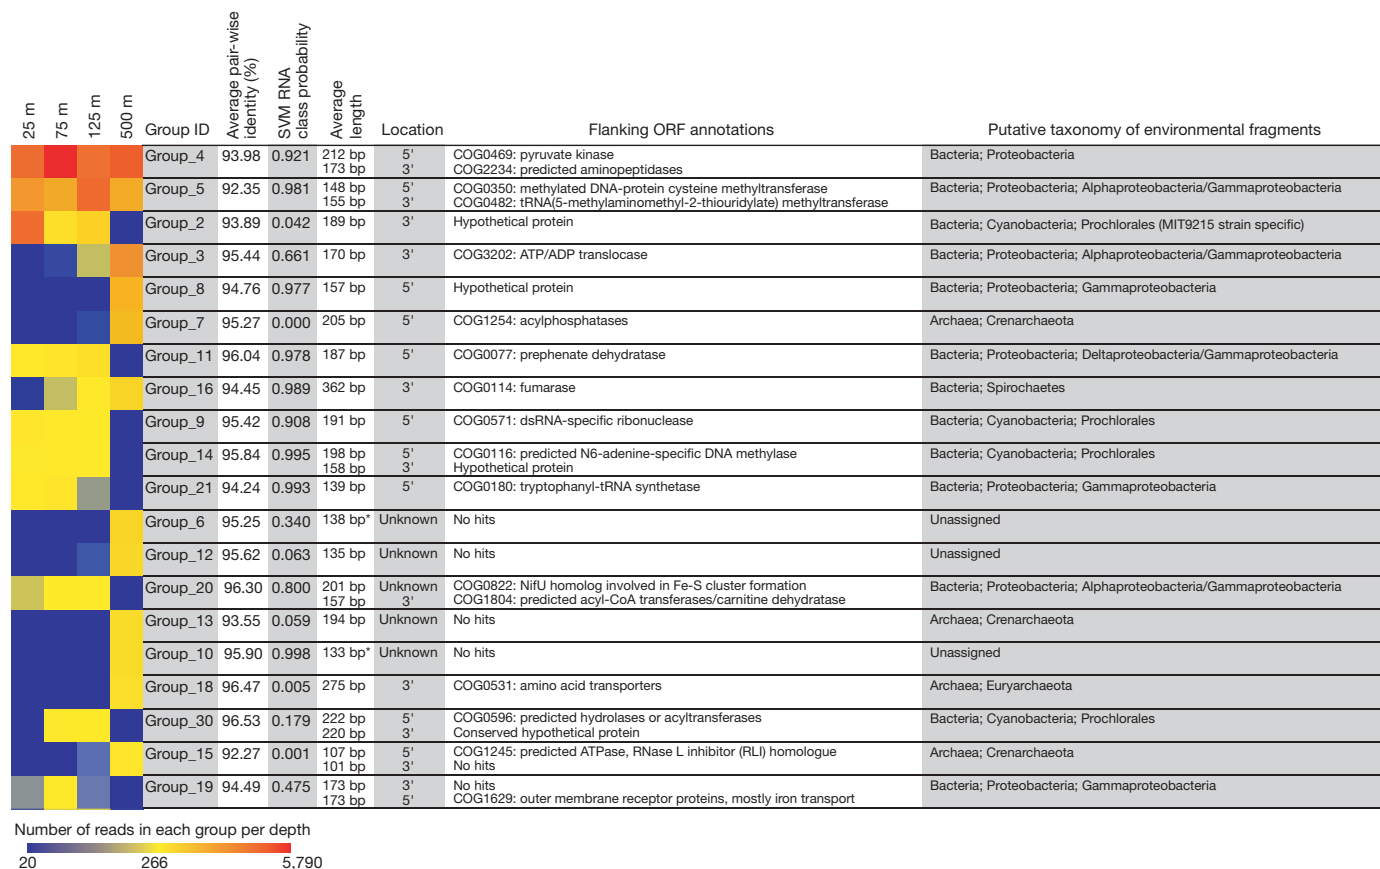 25 m 75 m 125 m 500 m Group ID Average pair-wise identity (%) SVM RNA class probability Average length Location Flanking ORF annotations Putative taxonomy of environmental fragments
Group_4 93.98 0.921 212 bp 5' COG0469: pyruvate kinase Bacteria; Proteobacteria
173 bp 3' COG2234: predicted aminopeptidases
Group_5 92.35 0.981 148 bp 5' COG0350: methylated DNA-protein cysteine methyltransferase Bacteria; Proteobacteria; Alphaproteobacteria/Gammaproteobacteria
155 bp 3' COG0482: tRNA(5-methylaminomethyl-2-thiouridylate) methyltransferase
Group_2 93.89 0.042 189 bp 3' Hypothetical protein Bacteria; Cyanobacteria; Prochlorales (MIT9215 strain specific)
Group_3 95.44 0.661 170 bp 3' COG3202: ATP/ADP translocase Bacteria; Proteobacteria; Alphaproteobacteria/Gammaproteobacteria
Group_8 94.76 0.977 157 bp 5' Hypothetical protein Bacteria; Proteobacteria; Gammaproteobacteria
Group_7 95.27 0.000 205 bp 5' COG1254: acylphosphatases Archaea; Crenarchaeota
Group_11 96.04 0.978 187 bp 5' COG0077: prephenate dehydratase Bacteria; Proteobacteria; Deltaproteobacteria/Gammaproteobacteria
Group_16 94.45 0.989 362 bp 3' COG0114: fumarase Bacteria; Spirochaetes
Group_9 95.42 0.908 191 bp 5' COG0571: dsRNA-specific ribonuclease Bacteria; Cyanobacteria; Prochlorales
Group_14 95.84 0.995 198 bp 5' COG0116: predicted N6-adenine-specific DNA methylase Bacteria; Cyanobacteria; Prochlorales
158 bp 3' Hypothetical protein
Group_21 94.24 0.993 139 bp 5' COG0180: tryptophanyl-tRNA synthetase Bacteria; Proteobacteria; Gammaproteobacteria
Group_6 95.25 0.340 138 bp* Unknown No hits Unassigned
Group_12 95.62 0.063 135 bp Unknown No hits Unassigned
Group_20 96.30 0.800 201 bp Unknown COG0822: NifU homolog involved in Fe-S cluster formation Bacteria; Proteobacteria; Alphaproteobacteria/Gammaproteobacteria
157 bp 3' COG1804: predicted acyl-CoA transferases/carnitine dehydratase
Group_13 93.55 0.059 194 bp Unknown No hits Archaea; Crenarchaeota
Group_10 95.90 0.998 133 bp* Unknown No hits Unassigned
Group_18 96.47 0.005 275 bp 3' COG0531: amino acid transporters Archaea; Euryarchaeota
Group_30 96.53 0.179 222 bp 5' COG0596: predicted hydrolases or acyltransferases Bacteria; Cyanobacteria; Prochlorales
220 bp 3' Conserved hypothetical protein
Group_15 92.27 0.001 107 bp 5' COG1245: predicted ATPase, RNase L inhibitor (RLI) homologue Archaea; Crenarchaeota
101 bp 3' No hits
Group_19 94.49 0.475 173 bp 3' No hits Bacteria; Proteobacteria; Gammaproteobacteria
173 bp 5' COG1629: outer membrane receptor proteins, mostly iron transport
Number of reads in each group per depth
20 266 5,790